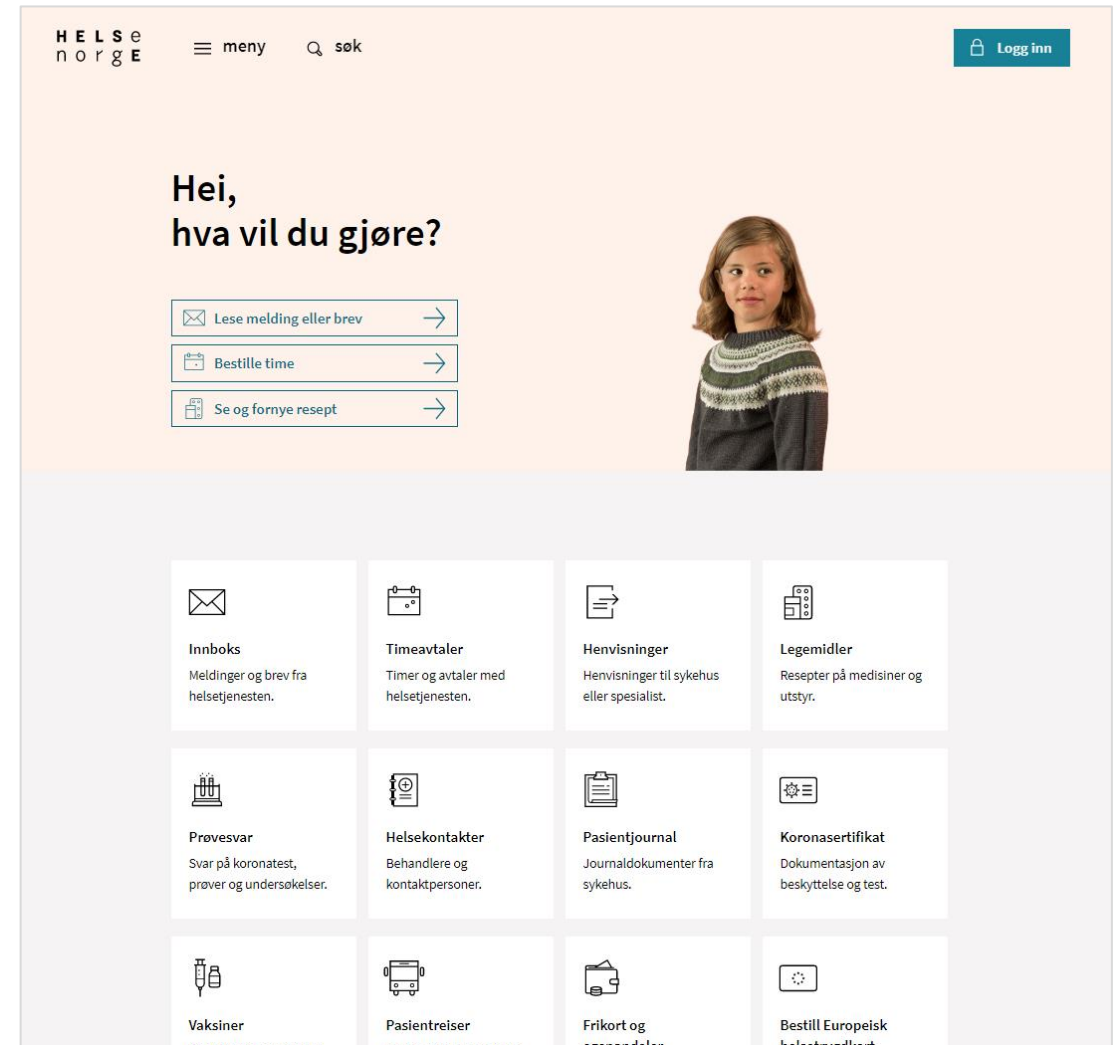 HELSe
norgE
meny
søk
Logg inn
Hei,
hva vil du gjøre?
Lese melding eller brev
Bestille time
Se og fornye resept
Innboks
Meldinger og brev fra
helsetjenesten.
Timeavtaler
Timer og avtaler med
helsetjenesten.
Henvisninger
Henvisninger til sykehus
eller spesialist.
Legemidler
Resepter på medisiner og
utstyr.
Prøvesvar
Svar på koronatest,
prøver og undersøkelser.
Helsekontakter
Behandlere og
kontaktpersoner.
Pasientjournal
Journaldokumenter fra
sykehus.
Koronasertifikat
Dokumentasjon av
beskyttelse og test.
Vaksiner
Pasientreiser
Frikort og
Bestill Europeisk